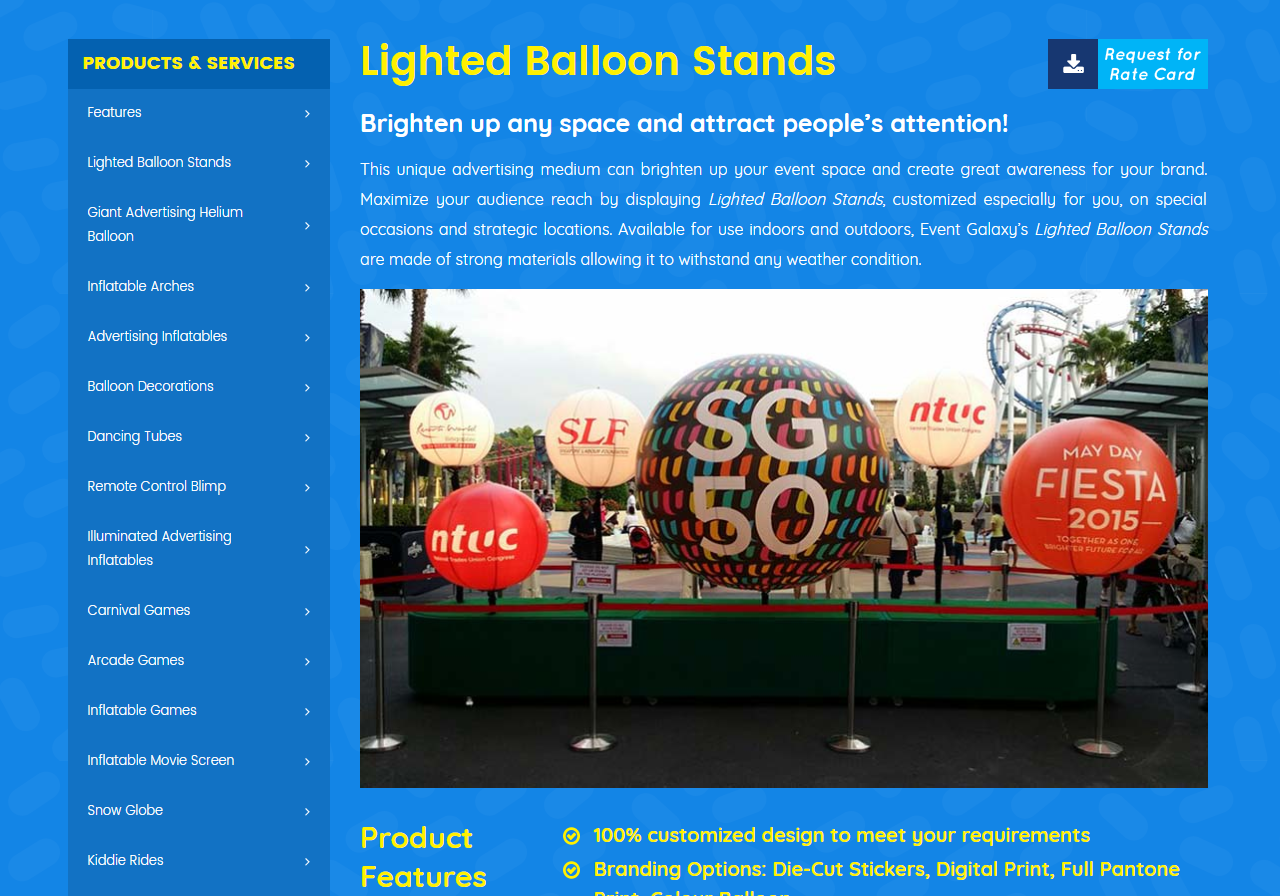 PRODUCTS & SERVICES
Features
Lighted Balloon Stands
Giant Advertising Helium
Balloon
Inflatable Arches
Advertising Inflatables
Balloon Decorations
Dancing Tubes
Remote Control Blimp
Illuminated Advertising
Inflatables
Carnival Games
Arcade Games
Inflatable Games
Inflatable Movie Screen
Snow Globe
Kiddie Rides
Lighted Balloon Stands
Request for
Rate Card
Brighten up any space and attract people’s attention!
This unique advertising medium can brighten up your event space and create great awareness for your brand.
Maximize your audience reach by displaying Lighted Balloon Stands, customized especially for you, on special
occasions and strategic locations. Available for use indoors and outdoors, Event Galaxy’s Lighted Balloon Stands
are made of strong materials allowing it to withstand any weather condition.
SLF
SG
50
ntuc
ntuc
MAY DAY
FIESTA
2015
TOGETHER AS ONE
BRIGHTER FUTURE FOR ALL
Product
Features
100% customized design to meet your requirements
Branding Options: Die-Cut Stickers, Digital Print, Full Pantone
Print, Colour Balloon